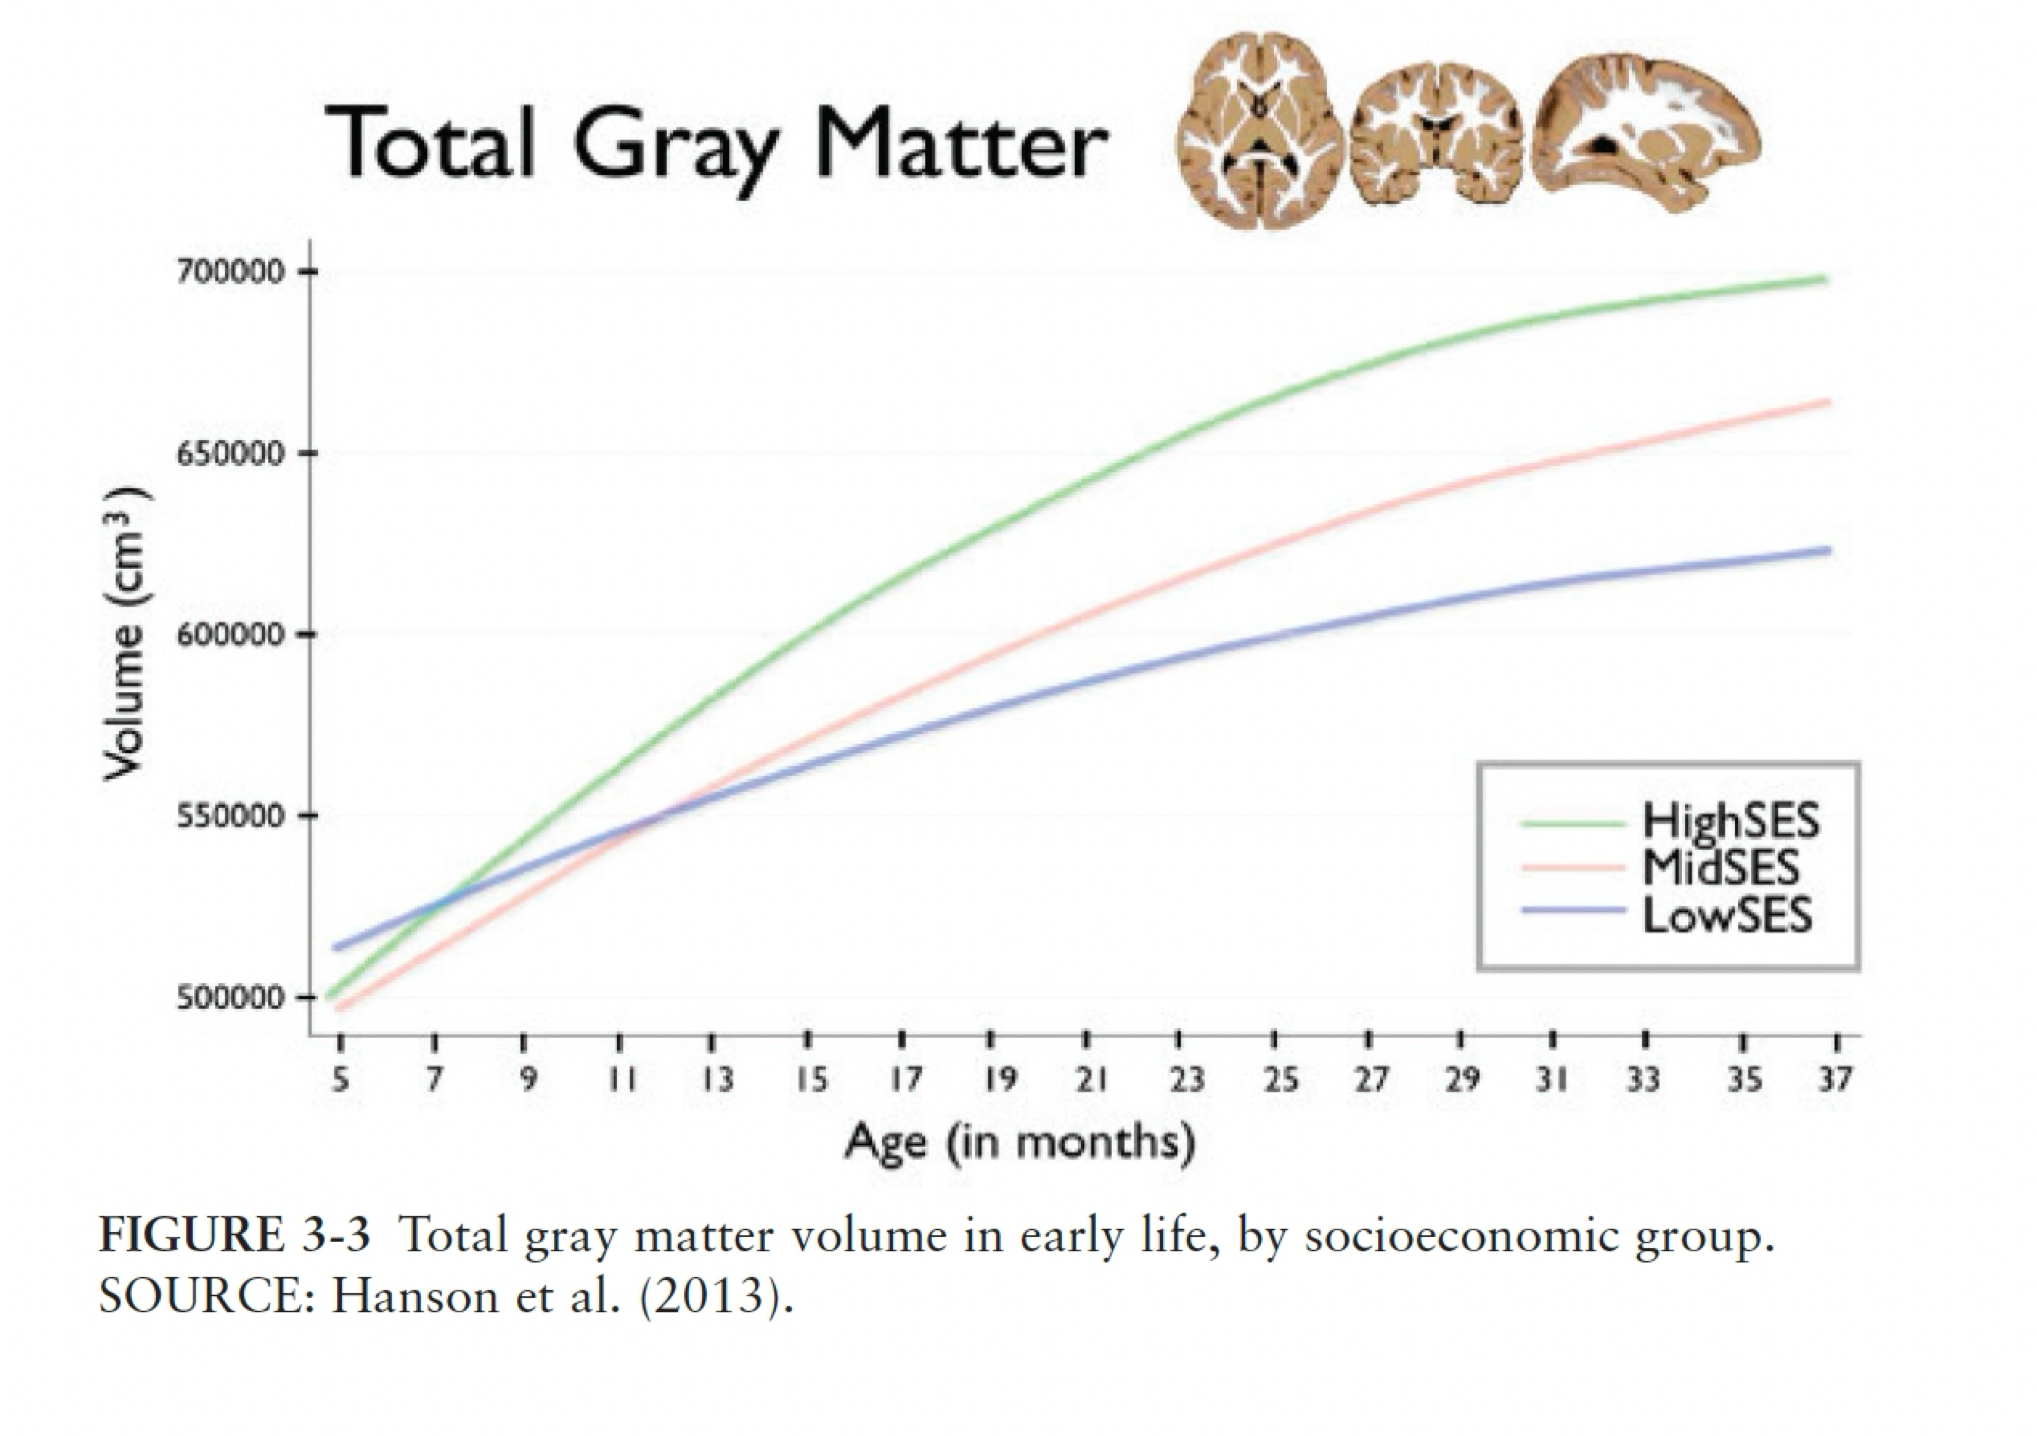 Total Gray Matter
700000
650000
600000
550000
500000
Volume (cm³)
HighSES
MidSES
LowSES
5 7 9 11 13 15 17 19 21 23 25 27 29 31 33 35 37
Age (in months)
FIGURE 3-3 Total gray matter volume in early life, by socioeconomic group.
SOURCE: Hanson et al. (2013).